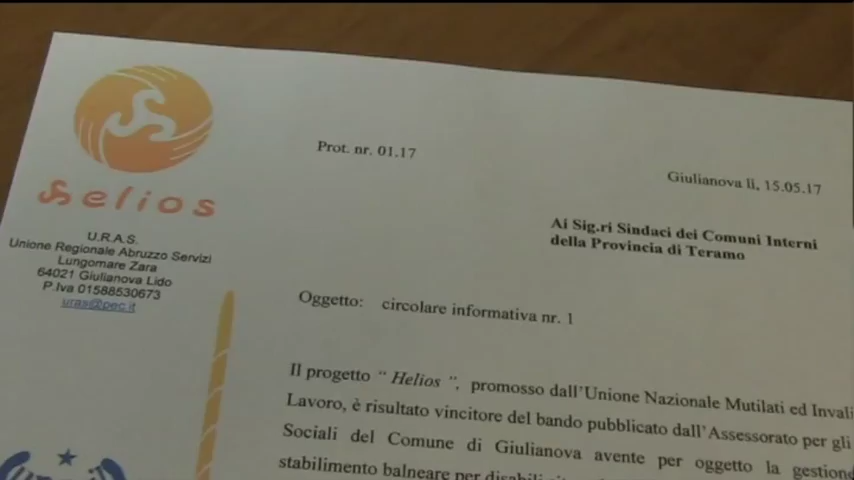 helios
U.R.A.S.
Unione Regionale Abruzzo Servizi
Lungomare Zara
64021 Giulianova Lido
P.Iva 01588530673
uras@pec.it
Prot. nr. 01.17
Giulianova lì, 15.05.17
Ai Sig.ri Sindaci dei Comuni Interni
della Provincia di Teramo
Oggetto: circolare informativa nr. 1
Il progetto “ Helios ”, promosso dall'Unione Nazionale Mutilati ed Invali
Lavoro, è risultato vincitore del bando pubblicato dall'Assessorato per gli
Sociali del Comune di Giulianova avente per oggetto la gestione
stabilimento balneare per